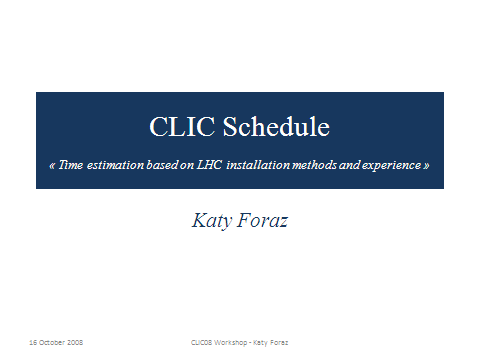 CLIC Schedule
« Time estimation based on LHC installation methods and experience »
Katy Foraz
16 October 2008
CLIC08 Workshop - Katy Foraz